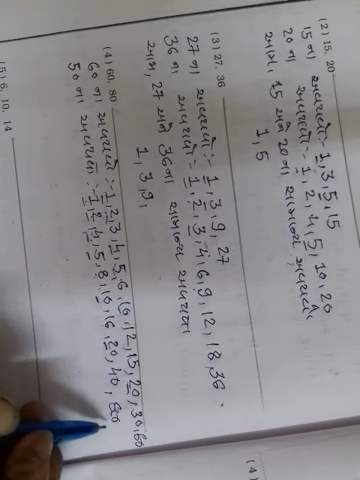 (2) 15, 20
15 ના અવયવો:- 1, 3, 5, 15
20 ના અવયવો:- 1, 2, 4, 5, 10, 20
આમ, 15 અને 20 ના સામાન્ય અવયવો
1, 5
(3) 27, 36
27 ના અવયવો:- 1, 3, 9, 27
36 ના અવયવો:- 1, 2, 3, 4, 6, 9, 12, 18, 36.
આમ, 27 અને 36 ના સામાન્ય અવયવ
1, 3, 9,
(4) 60, 80
60 ના અવયવો:- 1, 2, 3, 4, 5, 6, 10, 12, 15, 20, 30, 60
80 ના અવયવો:- 1, 2, 4, 5, 8, 10, 16, 20, 40, 80
(5) 6, 10, 14
(4)